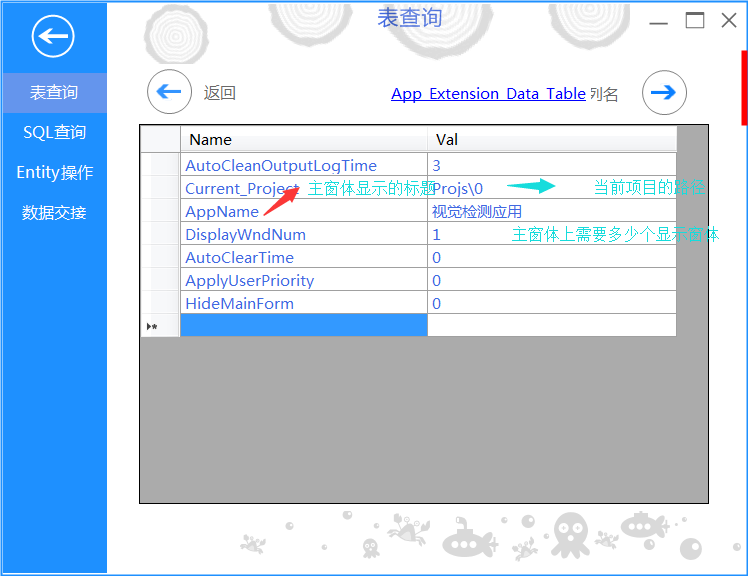 表查询
表查询
SQL查询
Entity操作
数据交接
返回
App_Extension_Data_Table 列名
Name Val
AutoCleanOutputLogTime 3
Current_Project 主窗体显示的标题 Projs\0 当前项目的路径
AppName 视觉检测应用
DisplayWndNum 1 主窗体上需要多少个显示窗体
AutoClearTime 0
ApplyUserPriority 0
HideMainForm 0